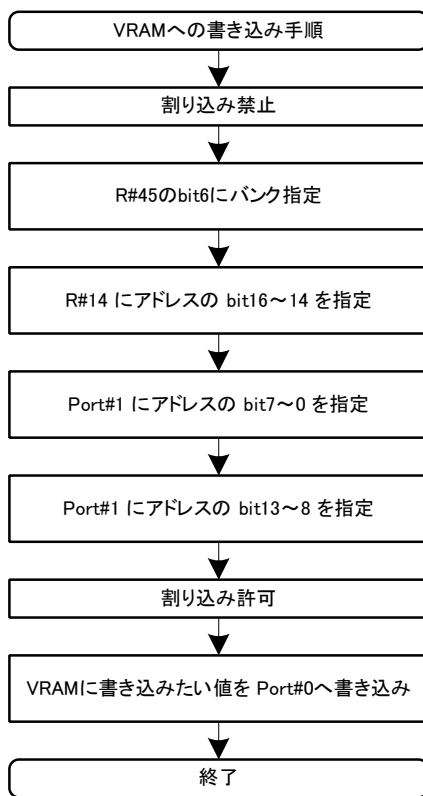 VRAMへの書き込み手順
割り込み禁止
R#45のbit6にバンク指定
R#14 にアドレスの bit16～14 を指定
Port#1 にアドレスの bit7～0 を指定
Port#1 にアドレスの bit13～8 を指定
割り込み許可
VRAMに書き込みたい値を Port#0へ書き込み
終了